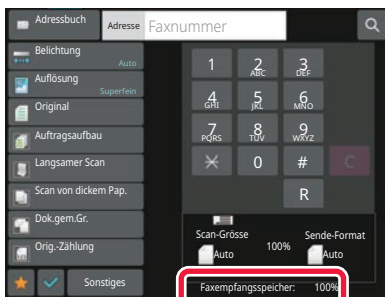 Adressbuch
Adresse Faxnummer
Belichtung
Auto
Auflösung
Superfein
Original
Auftragsaufbau
Langsamer Scan
Scan von dickem Pap.
Dok.gem.Gr.
Orig.-Zählung
Sonstiges
1 2 3
ABC DEF
4 5 6
GHI JKL MNO
7 8 9
PQRS TUV WXYZ
0 # C
R
Scan-Grösse Sende-Format
Auto 100% Auto
Faxempfangsspeicher: 100%